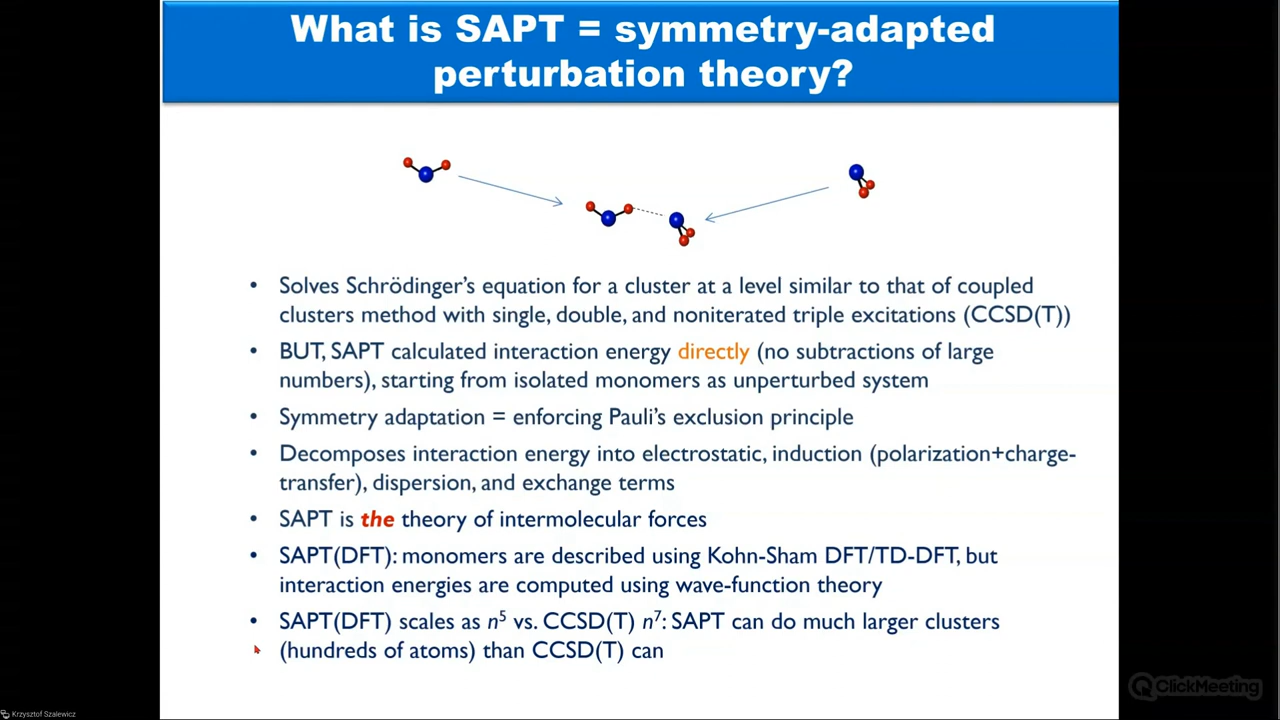 What is SAPT = symmetry-adapted
perturbation theory?
• Solves Schrödinger's equation for a cluster at a level similar to that of coupled
clusters method with single, double, and noniterated triple excitations (CCSD(T))
• BUT, SAPT calculated interaction energy directly (no subtractions of large
numbers), starting from isolated monomers as unperturbed system
• Symmetry adaptation = enforcing Pauli's exclusion principle
• Decomposes interaction energy into electrostatic, induction (polarization+charge-
transfer), dispersion, and exchange terms
• SAPT is the theory of intermolecular forces
• SAPT(DFT): monomers are described using Kohn-Sham DFT/TD-DFT, but
interaction energies are computed using wave-function theory
• SAPT(DFT) scales as n⁵ vs. CCSD(T) n⁷: SAPT can do much larger clusters
(hundreds of atoms) than CCSD(T) can
ClickMeeting
Krzysztof Szalewicz